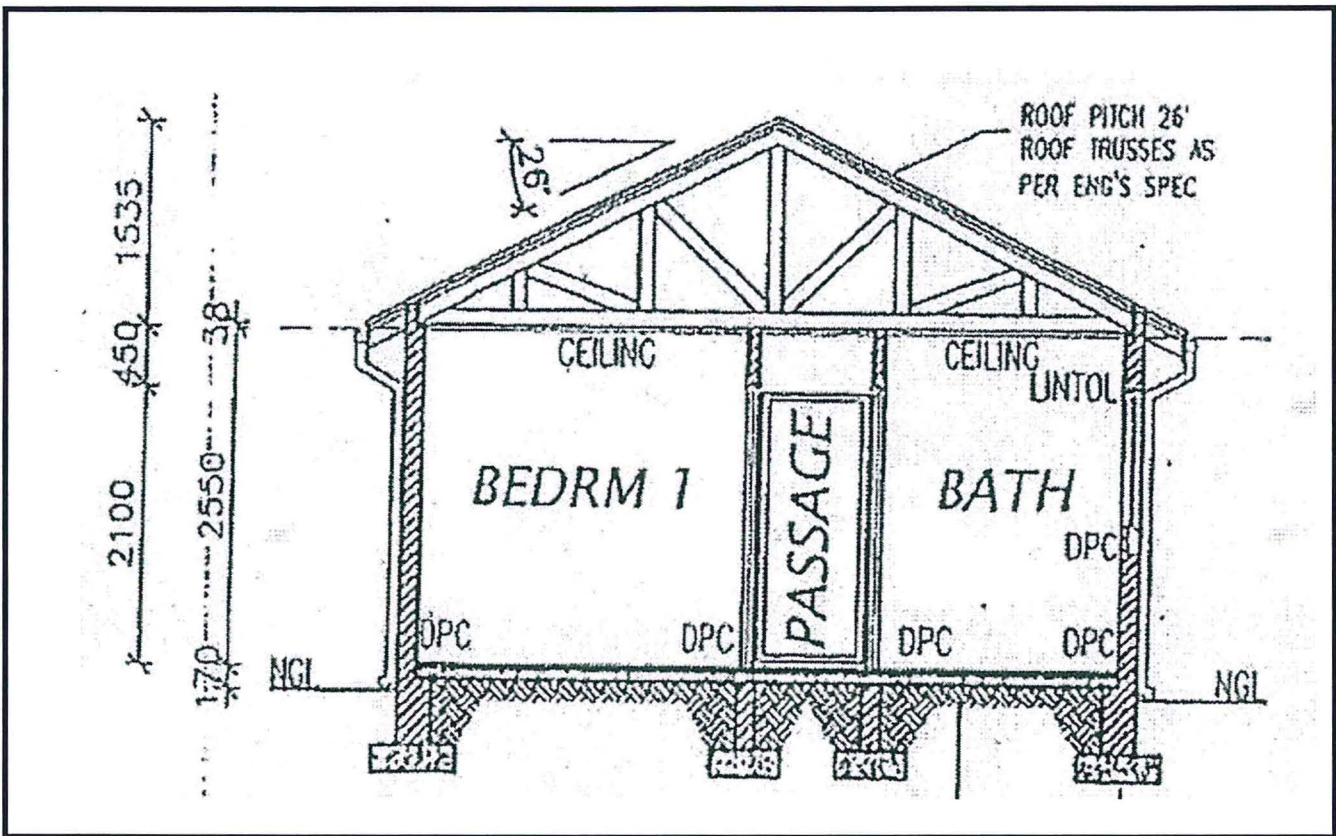 ROOF PITCH 26'
ROOF TRUSSES AS
PER ENG'S SPEC
26'
1535
38
450
CEILING
CEILING
LINTOL
2550
2100
BEDRM 1
PASSAGE
BATH
DPC
DPC
DPC
DPC
DPC
170
NGL
NGL